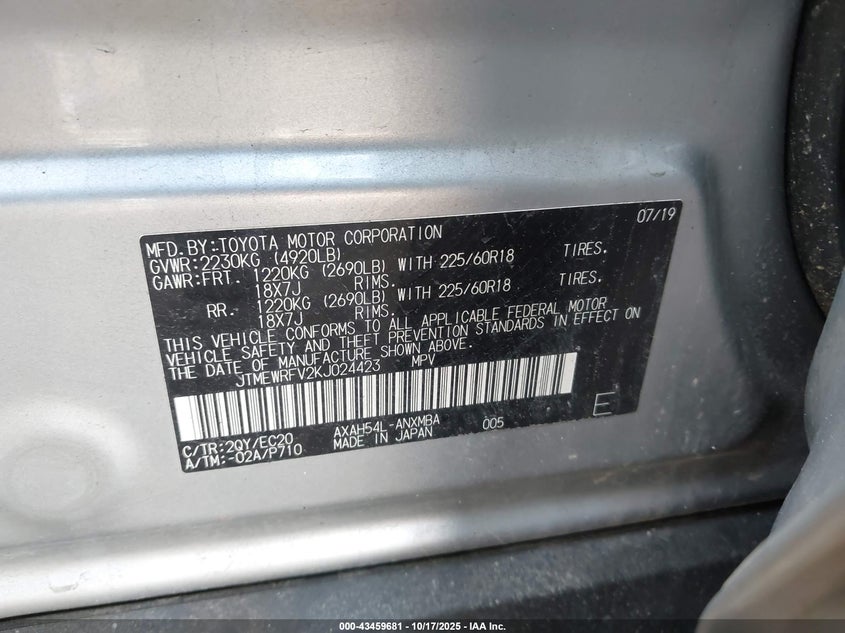 07/19
MFD.BY:TOYOTA MOTOR CORPORATION
GVWR:2230KG (4920LB)
GAWR:FRT. 1220KG (2690LB) WITH 225/60R18 TIRES.
18X7J RIMS.
RR. 1220KG (2690LB) WITH 225/60R18 TIRES.
18X7J RIMS.
THIS VEHICLE CONFORMS TO ALL APPLICABLE FEDERAL MOTOR
VEHICLE SAFETY AND THEFT PREVENTION STANDARDS IN EFFECT ON
THE DATE OF MANUFACTURE SHOWN ABOVE.
JTMEWRFV2KJ024423 MPV
C/TR:2QY/EC20 AXAH54L-ANXMBA 005 E
A/TM:-02A/P710 MADE IN JAPAN
000-43459681 - 10/17/2025 - IAA Inc.